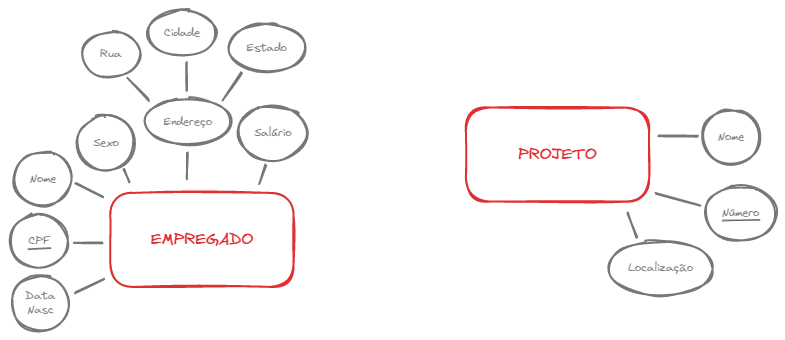 Cidade
Rua
Estado
Endereço
Sexo
Salário
Nome
PROJETO
Nome
CPF
EMPREGADO
Número
Data
Nasc
Localização